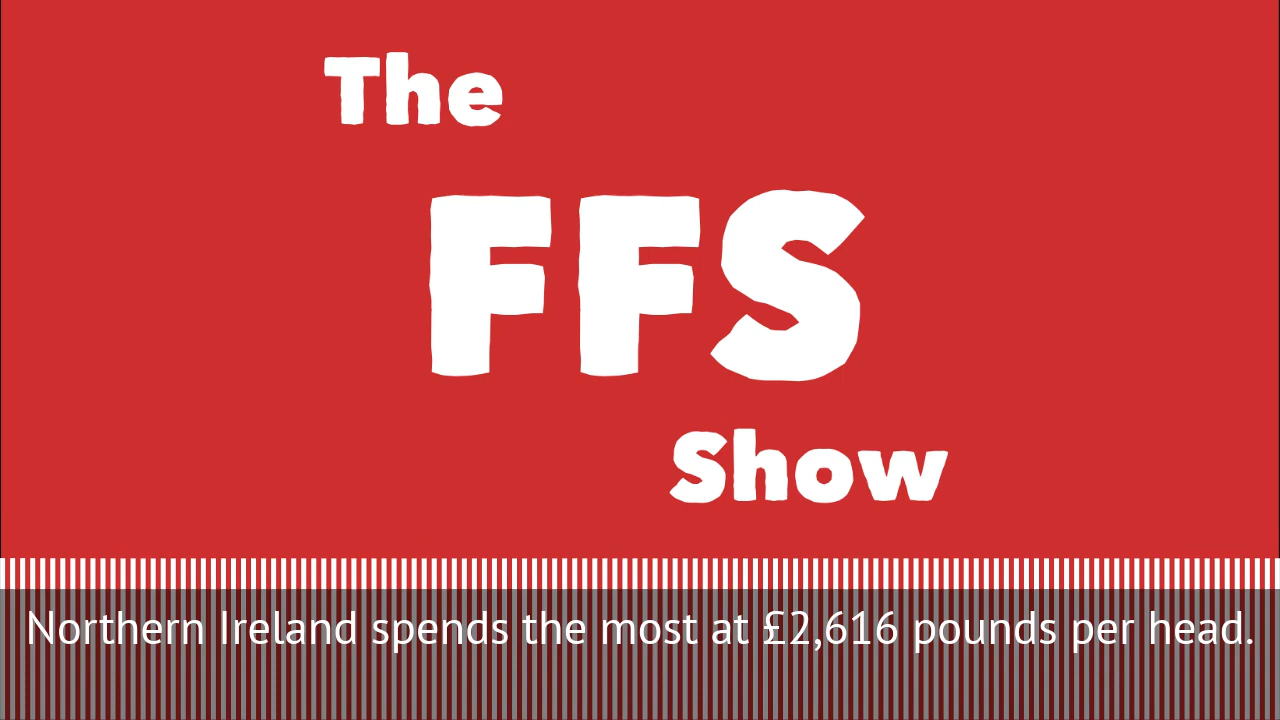 The
FFS
Show
Northern Ireland spends the most at £2,616 pounds per head.